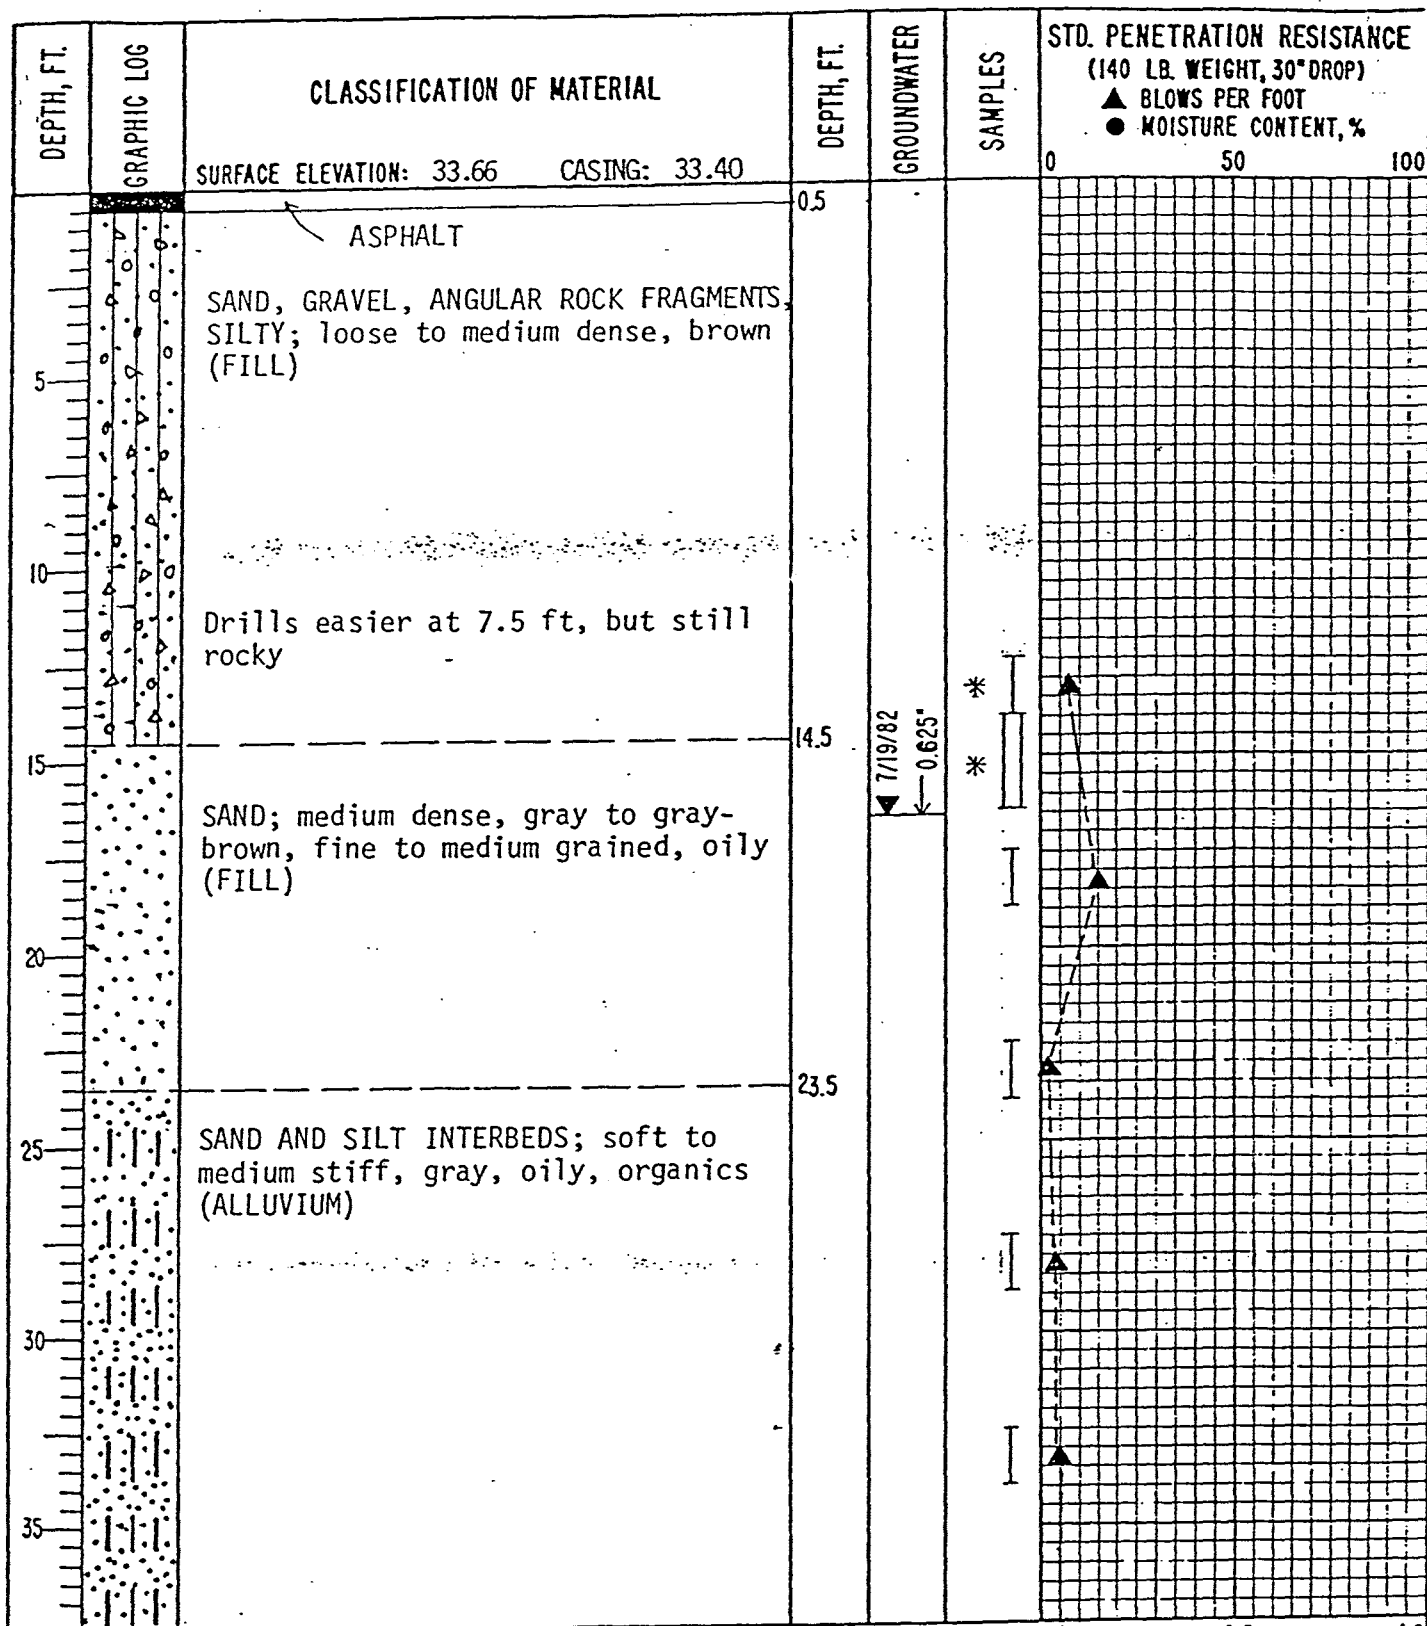 DEPTH, FT.
GRAPHIC LOG
CLASSIFICATION OF MATERIAL
SURFACE ELEVATION: 33.66 CASING: 33.40
DEPTH, FT.
GROUNDWATER
SAMPLES
STD. PENETRATION RESISTANCE
(140 LB. WEIGHT, 30" DROP)
▲ BLOWS PER FOOT
● MOISTURE CONTENT, %
0 50 100
0.5
ASPHALT
SAND, GRAVEL, ANGULAR ROCK FRAGMENTS,
SILTY; loose to medium dense, brown
(FILL)
5
10
Drills easier at 7.5 ft, but still
rocky
14.5
7/19/82
0.625"
*
*
15
SAND; medium dense, gray to gray-
brown, fine to medium grained, oily
(FILL)
20
23.5
25
SAND AND SILT INTERBEDS; soft to
medium stiff, gray, oily, organics
(ALLUVIUM)
30
35